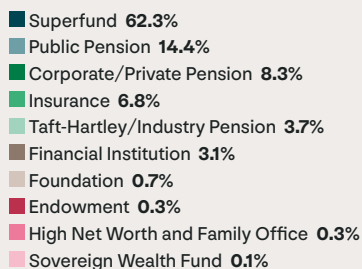 Superfund 62.3%
Public Pension 14.4%
Corporate/Private Pension 8.3%
Insurance 6.8%
Taft-Hartley/Industry Pension 3.7%
Financial Institution 3.1%
Foundation 0.7%
Endowment 0.3%
High Net Worth and Family Office 0.3%
Sovereign Wealth Fund 0.1%